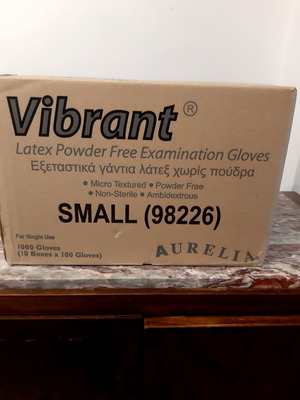 Vibrant®
Latex Powder Free Examination Gloves
Εξεταστικά γάντια λάτεξ χωρίς πούδρα
• Micro Textured • Powder Free
• Non-Sterile • Ambidextrous
SMALL (98226)
For Single Use
1000 Gloves
(10 Boxes x 100 Gloves)
AURELIA